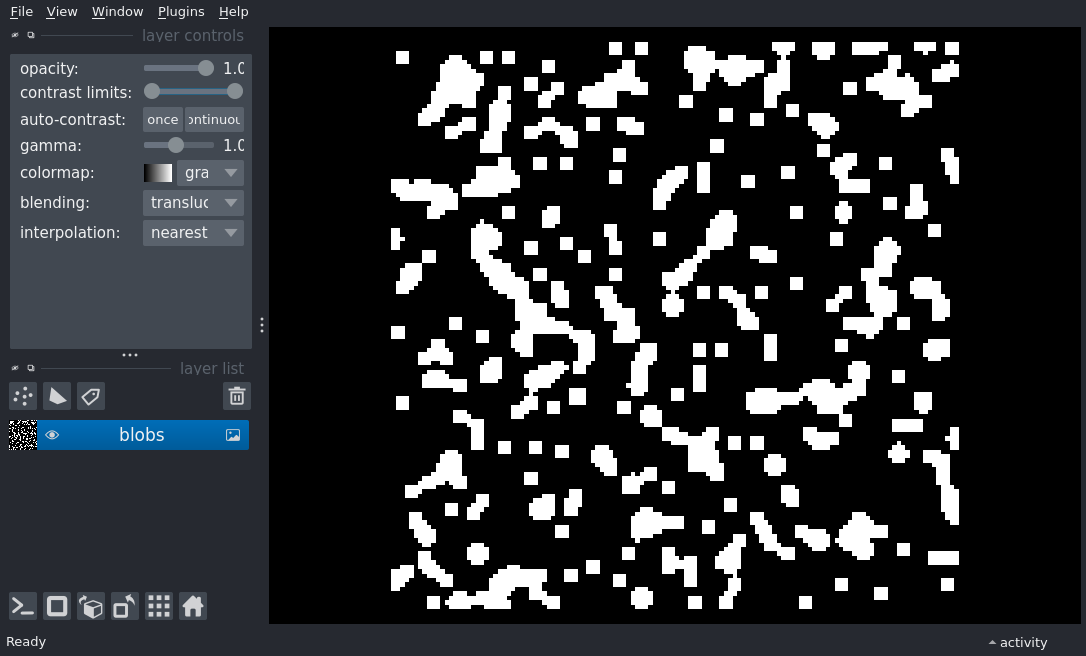 File View Window Plugins Help
layer controls
opacity: 1.0
contrast limits:
auto-contrast: once ontinuou
gamma: 1.0
colormap: gra
blending: transluc
interpolation: nearest
layer list
blobs
Ready
activity